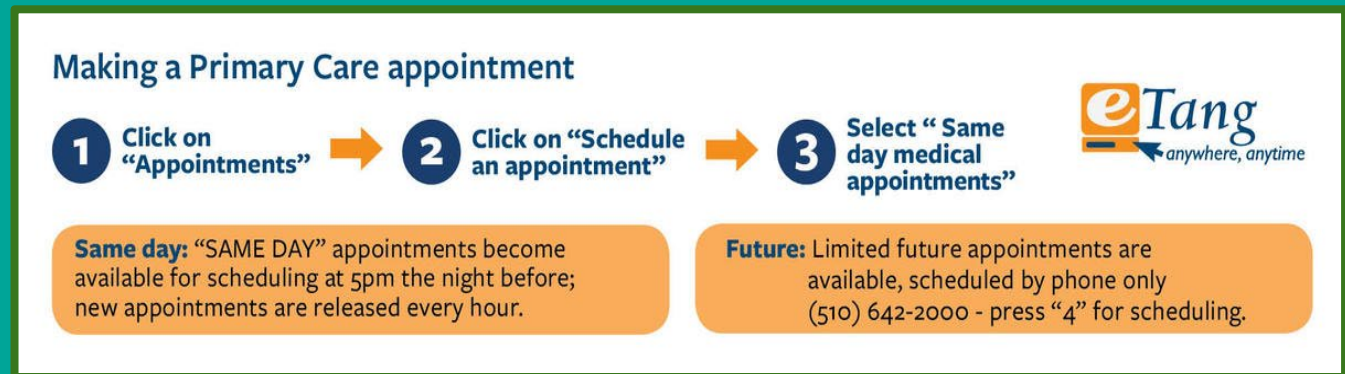 Making a Primary Care appointment
1
Click on
“Appointments”
2
Click on “Schedule
an appointment”
3
Select “ Same
day medical
appointments”
eTang
anywhere, anytime
Same day: “SAME DAY” appointments become
available for scheduling at 5pm the night before;
new appointments are released every hour.
Future: Limited future appointments are
available, scheduled by phone only
(510) 642-2000 - press “4” for scheduling.